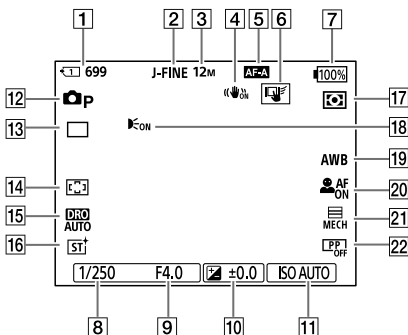 1 2 3 4 5 6 7
1 699 J-FINE 12M ON AF-A 100%
12 P 17
13 ON 18
AWB 19
14 AF ON 20
15 DRO AUTO MECH 21
16 ST PP OFF 22
1/250 F4.0 ±0.0 ISO AUTO
8 9 10 11